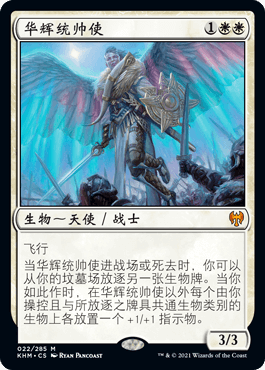 华辉统帅使 1
生物～天使／战士
飞行
当华辉统帅使进战场或死去时，你可以
从你的坟墓场放逐另一张生物牌。当你
如此作时，在华辉统帅使以外每个由你
操控且与所放逐之牌具共通生物类别的
生物上各放置一个 +1/+1 指示物。
3/3
022/285 M
KHM • CS RYAN PANCOAST
™ & © 2021 Wizards of the Coast